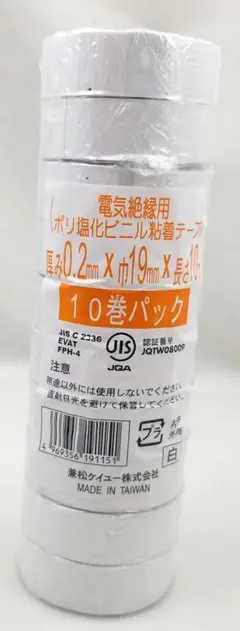 電気絶縁用
〈ポリ塩化ビニル粘着テープ〉
厚み0.2mm x 巾19mm x 長さ10
10巻パック
JIS C 2336
EVAT
FPH-4
JIS
JQA
認証番号
JQTW08009
注意
用途以外には使用しないでください。
直射日光を避けて保管してください。
4 969356 191151
プラ
白
兼松ケイユー株式会社
MADE IN TAIWAN